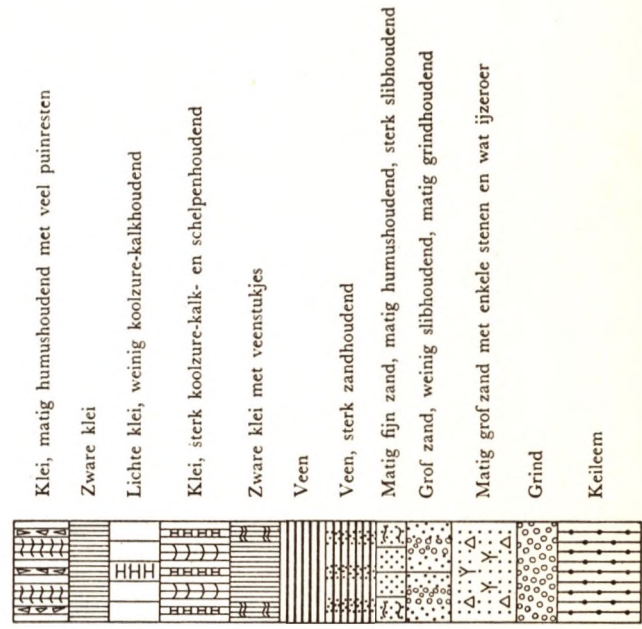 Klei, matig humushoudend met veel puinresten
Zware klei
Lichte klei, weinig koolzure-kalkhoudend
Klei, sterk koolzure-kalk- en schelpenhoudend
Zware klei met veenstukjes
Veen
Veen, sterk zandhoudend
Matig fijn zand, matig humushoudend, sterk slibhoudend
Grof zand, weinig slibhoudend, matig grindhoudend
Matig grof zand met enkele stenen en wat ijzeroer
Grind
Keileem